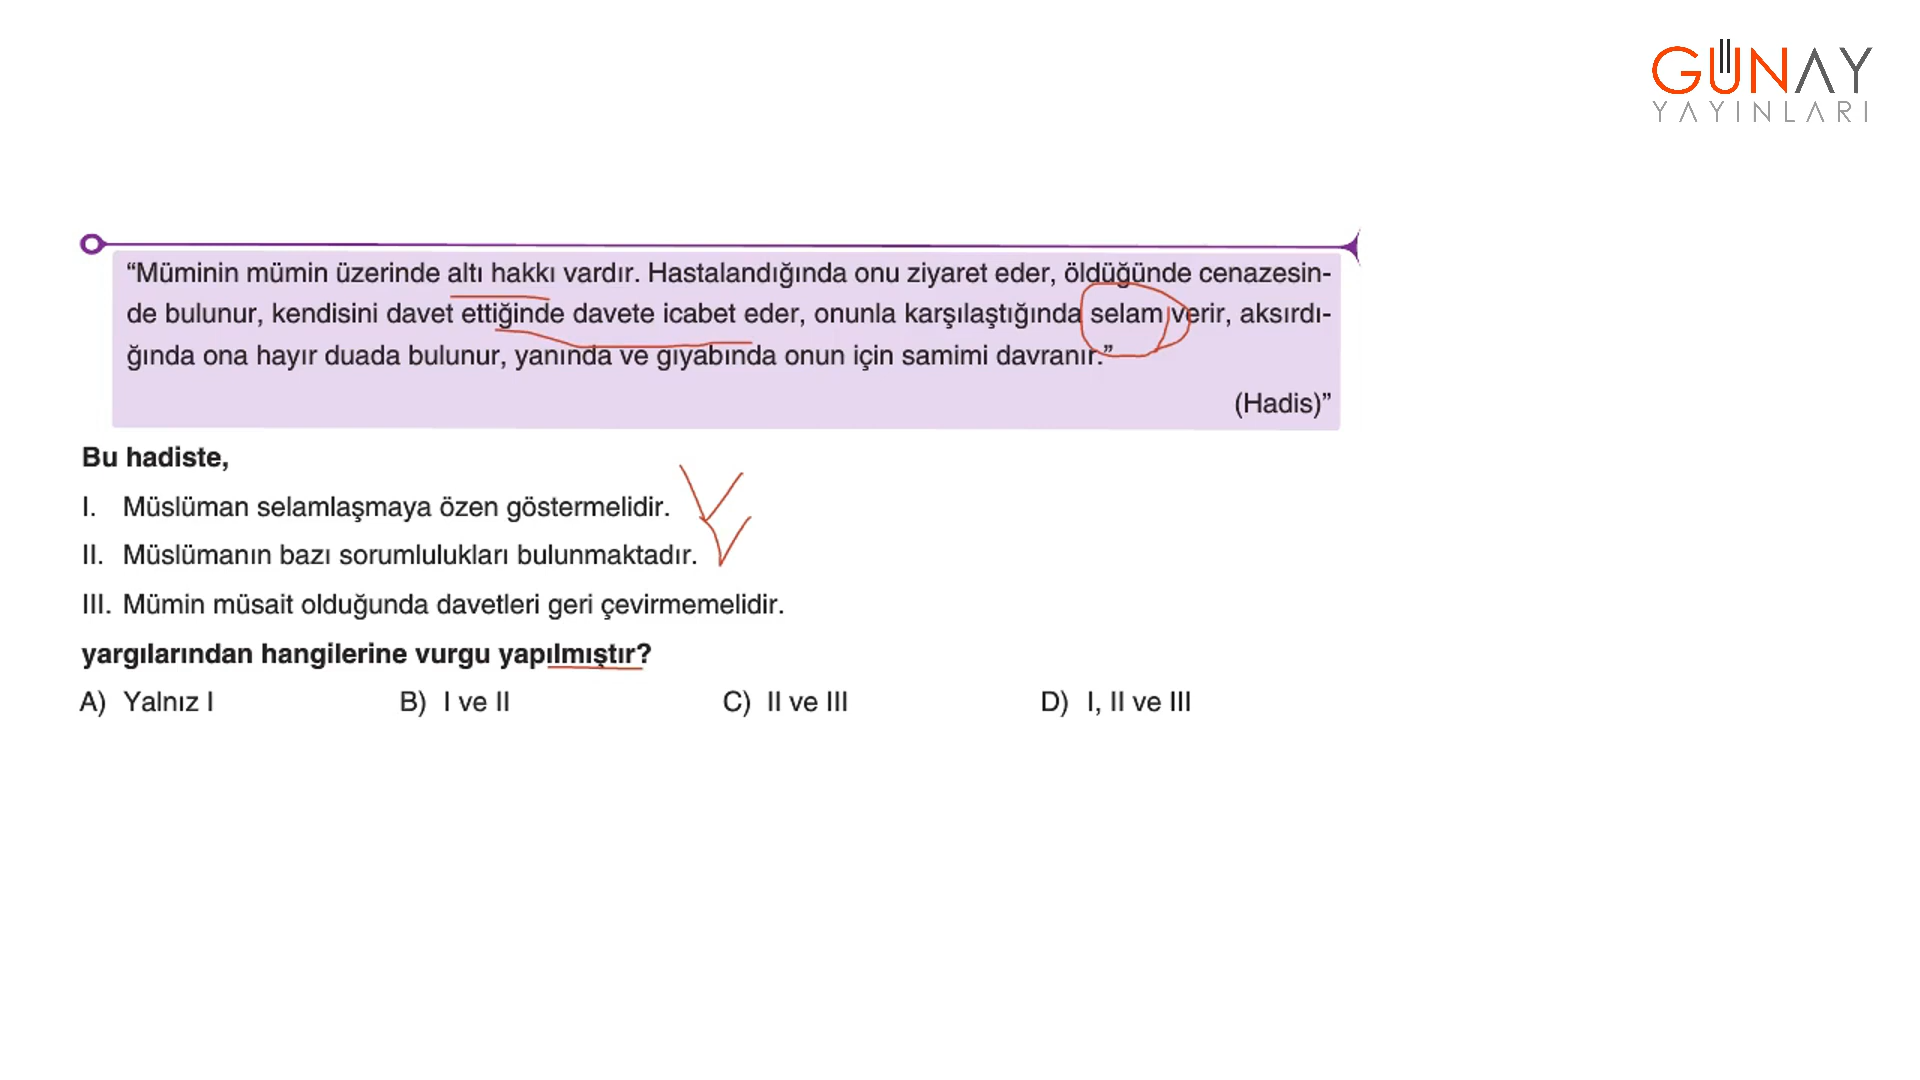 GÜNAY
YAYINLARI
“Müminin mümin üzerinde altı hakkı vardır. Hastalandığında onu ziyaret eder, öldüğünde cenazesin-
de bulunur, kendisini davet ettiğinde davete icabet eder, onunla karşılaştığında selam verir, aksırdı-
ğında ona hayır duada bulunur, yanında ve gıyabında onun için samimi davranır.”
(Hadis)”
Bu hadiste,
I. Müslüman selamlaşmaya özen göstermelidir.
II. Müslümanın bazı sorumlulukları bulunmaktadır.
III. Mümin müsait olduğunda davetleri geri çevirmemelidir.
yargılarından hangilerine vurgu yapılmıştır?
A) Yalnız I B) I ve II C) II ve III D) I, II ve III